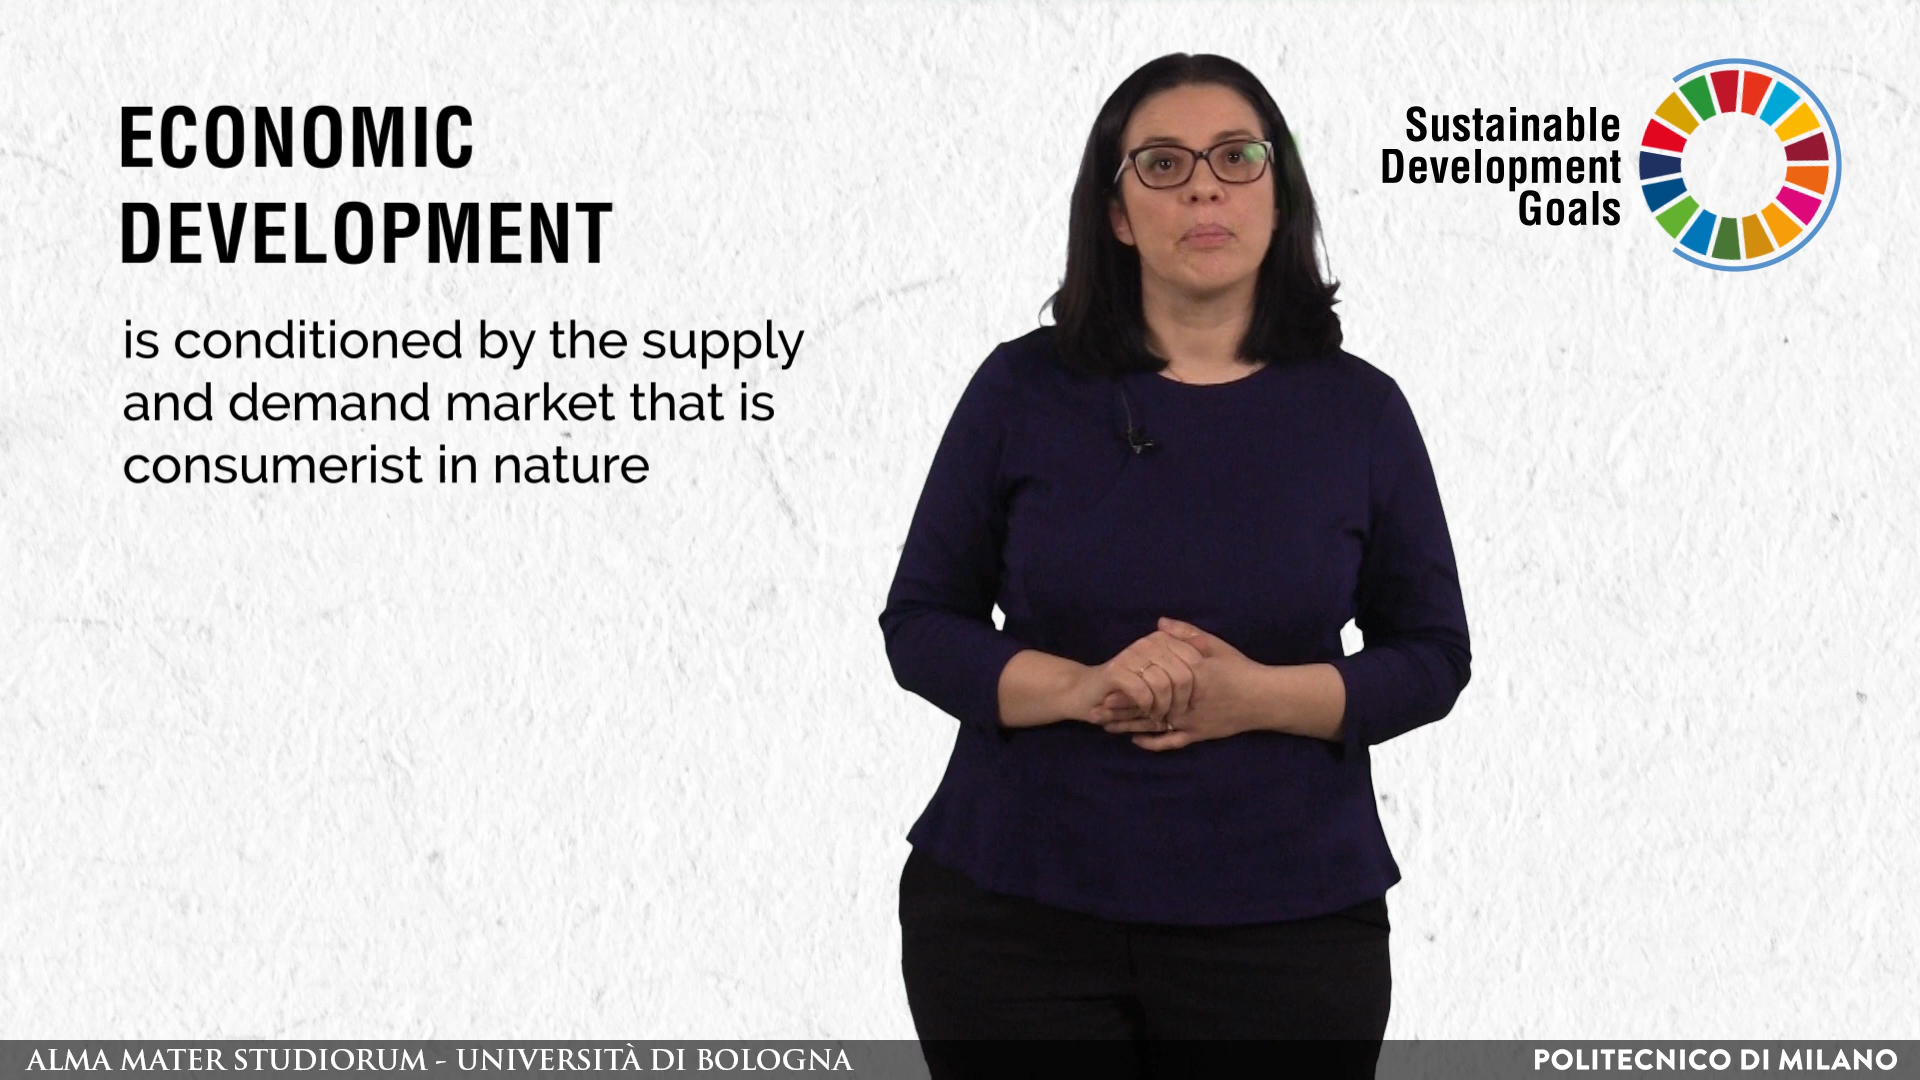 ECONOMIC
DEVELOPMENT
is conditioned by the supply
and demand market that is
consumerist in nature
Sustainable
Development
Goals
ALMA MATER STUDIORUM - UNIVERSITÀ DI BOLOGNA
POLITECNICO DI MILANO